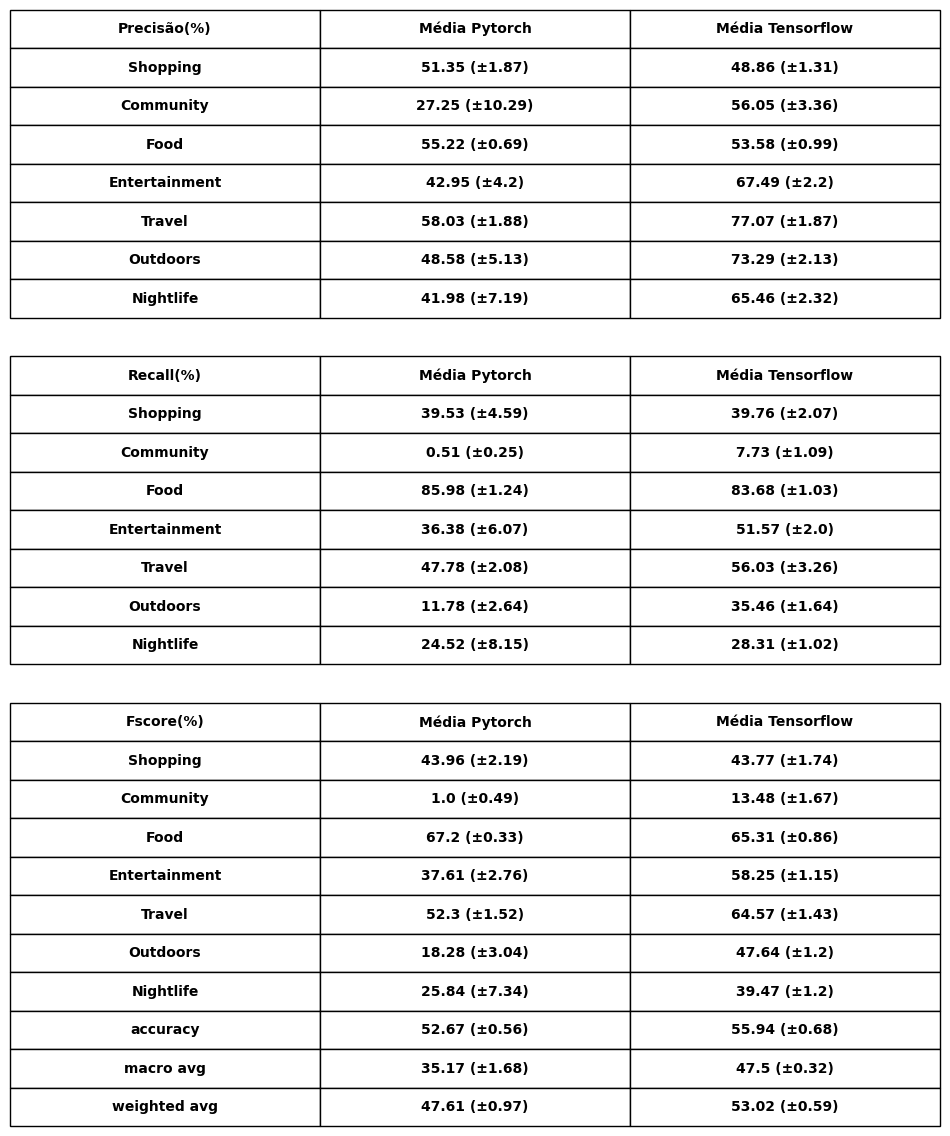 Precisão(%) Média Pytorch Média Tensorflow
Shopping 51.35 (±1.87) 48.86 (±1.31)
Community 27.25 (±10.29) 56.05 (±3.36)
Food 55.22 (±0.69) 53.58 (±0.99)
Entertainment 42.95 (±4.2) 67.49 (±2.2)
Travel 58.03 (±1.88) 77.07 (±1.87)
Outdoors 48.58 (±5.13) 73.29 (±2.13)
Nightlife 41.98 (±7.19) 65.46 (±2.32)
Recall(%) Média Pytorch Média Tensorflow
Shopping 39.53 (±4.59) 39.76 (±2.07)
Community 0.51 (±0.25) 7.73 (±1.09)
Food 85.98 (±1.24) 83.68 (±1.03)
Entertainment 36.38 (±6.07) 51.57 (±2.0)
Travel 47.78 (±2.08) 56.03 (±3.26)
Outdoors 11.78 (±2.64) 35.46 (±1.64)
Nightlife 24.52 (±8.15) 28.31 (±1.02)
Fscore(%) Média Pytorch Média Tensorflow
Shopping 43.96 (±2.19) 43.77 (±1.74)
Community 1.0 (±0.49) 13.48 (±1.67)
Food 67.2 (±0.33) 65.31 (±0.86)
Entertainment 37.61 (±2.76) 58.25 (±1.15)
Travel 52.3 (±1.52) 64.57 (±1.43)
Outdoors 18.28 (±3.04) 47.64 (±1.2)
Nightlife 25.84 (±7.34) 39.47 (±1.2)
accuracy 52.67 (±0.56) 55.94 (±0.68)
macro avg 35.17 (±1.68) 47.5 (±0.32)
weighted avg 47.61 (±0.97) 53.02 (±0.59)